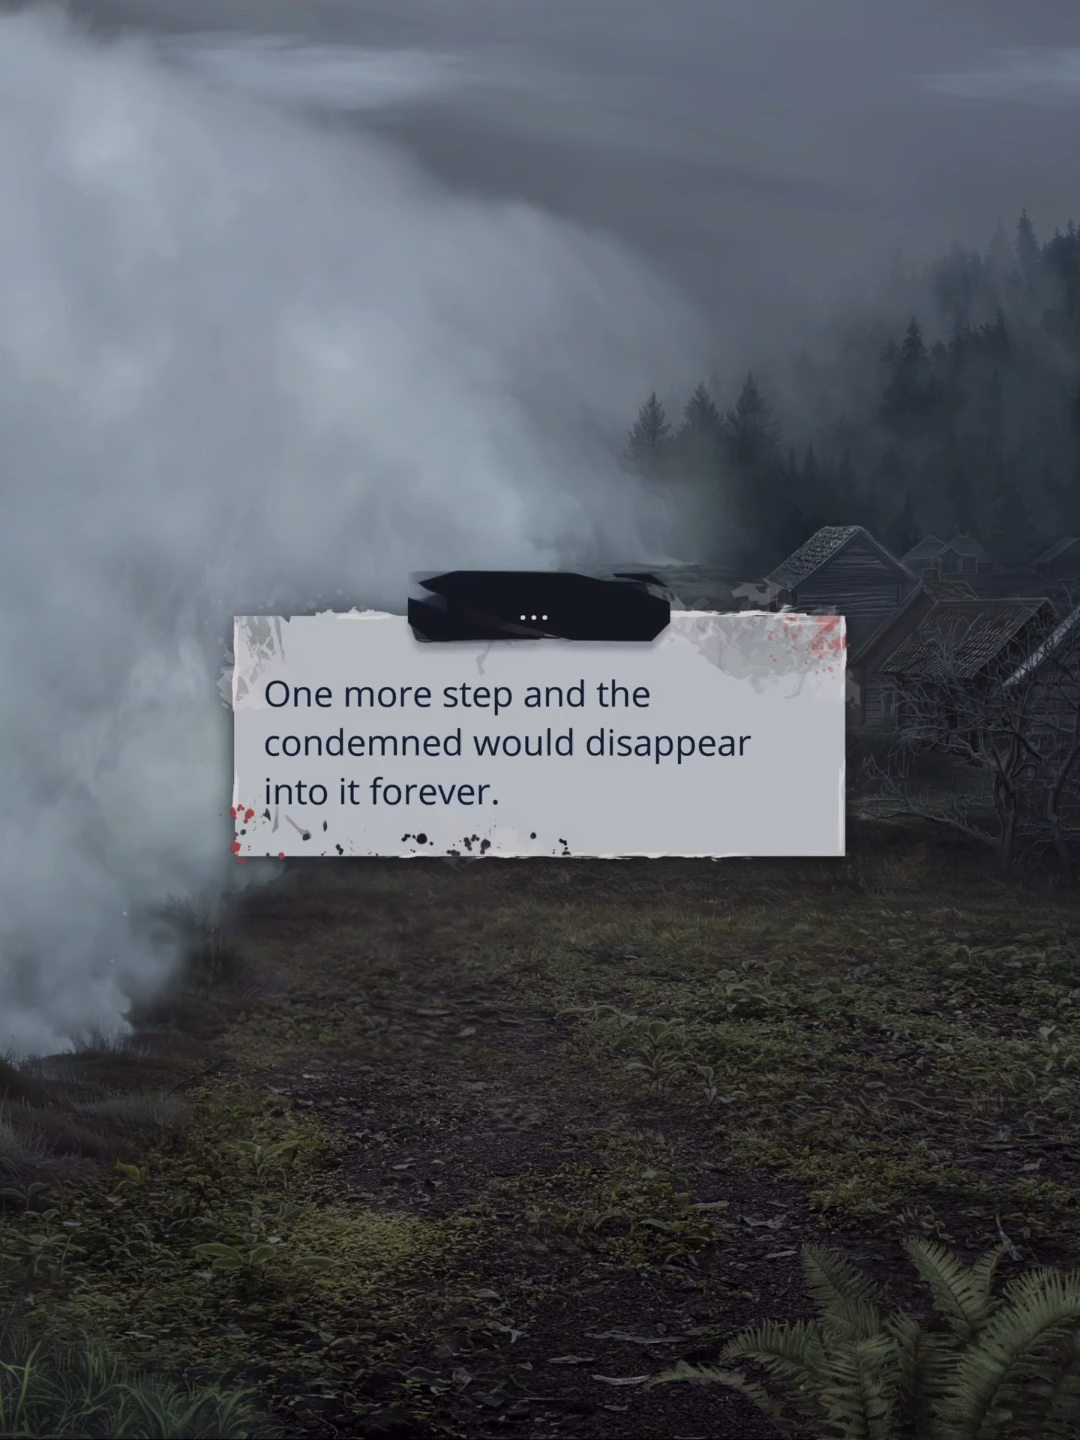 ...
One more step and the
condemned would disappear
into it forever.